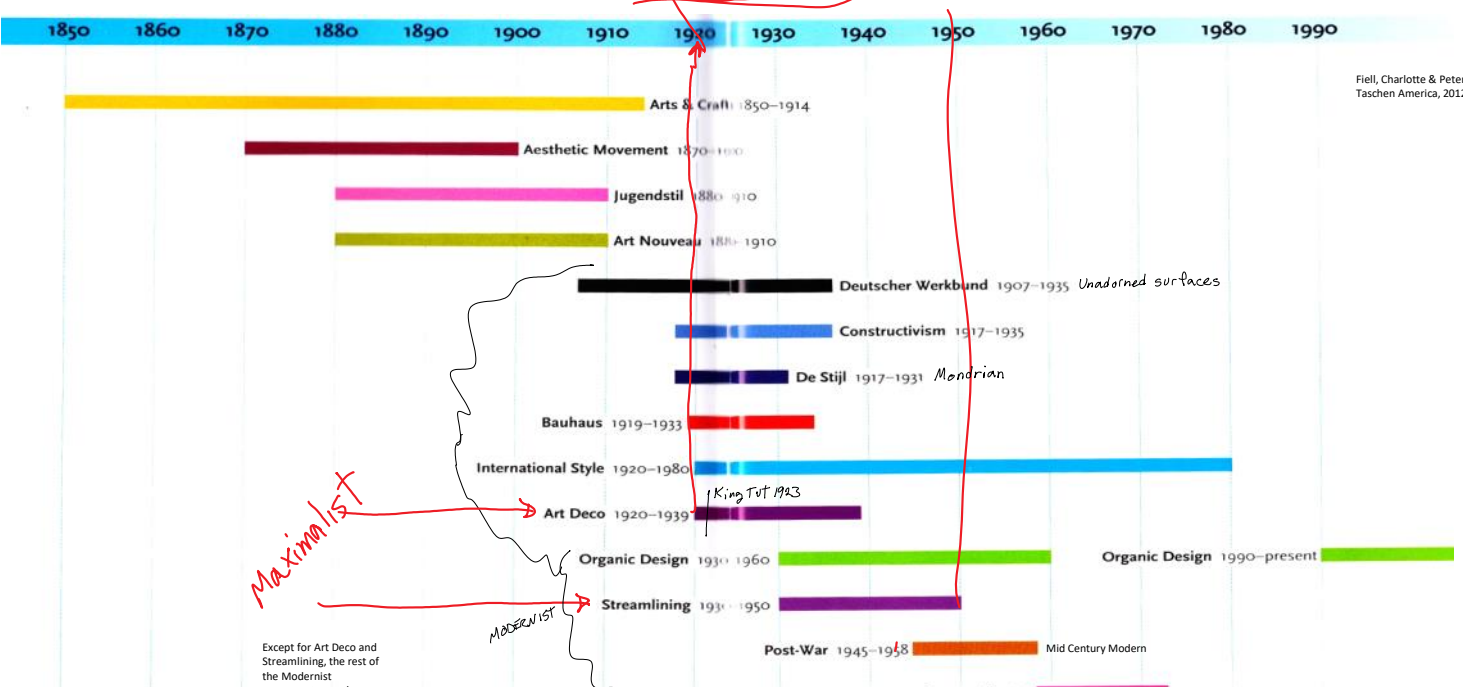 1850 1860 1870 1880 1890 1900 1910 1920 1930 1940 1950 1960 1970 1980 1990
Fiell, Charlotte & Peter
Taschen America, 2012
Arts & Craft 1850–1914
Aesthetic Movement 1870–1900
Jugendstil 1880 1910
Art Nouveau 1880 1910
Deutscher Werkbund 1907–1935 Unadorned surfaces
Constructivism 1917–1935
De Stijl 1917–1931 Mondrian
Bauhaus 1919–1933
International Style 1920–1980
King Tut 1923
Maximalist
Art Deco 1920–1939
Organic Design 1930 1960 Organic Design 1990–present
Streamlining 1930 1950
MODERNIST
Post-War 1945–1958 Mid Century Modern
Except for Art Deco and
Streamlining, the rest of
the Modernist